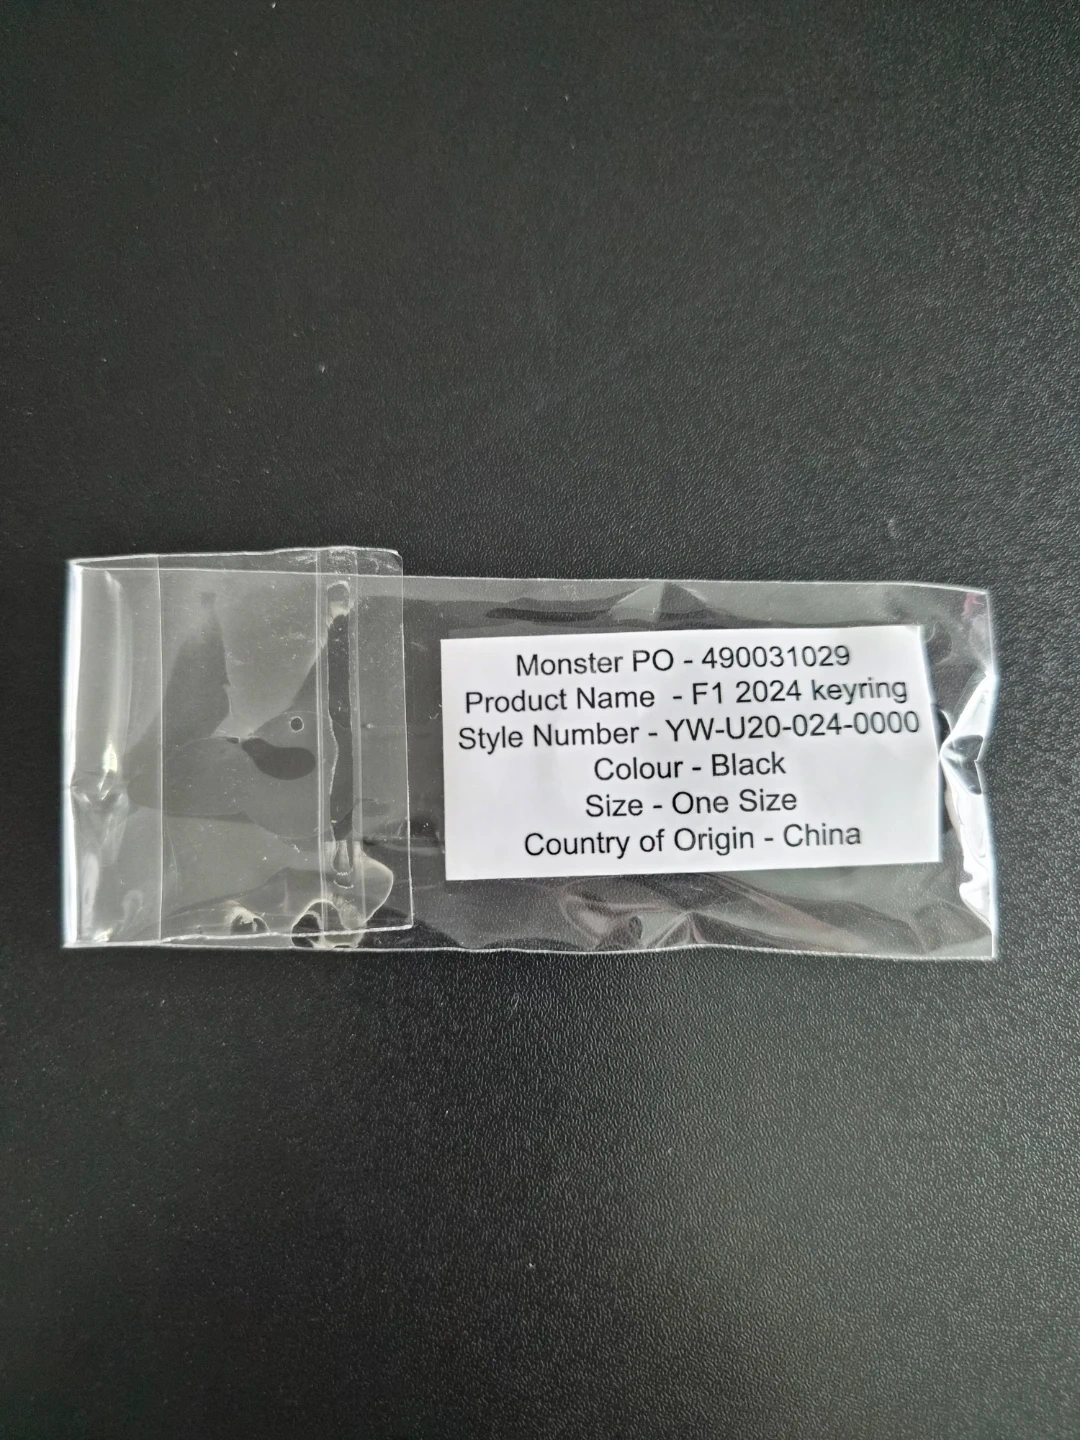 Monster PO - 490031029
Product Name - F1 2024 keyring
Style Number - YW-U20-024-0000
Colour - Black
Size - One Size
Country of Origin - China